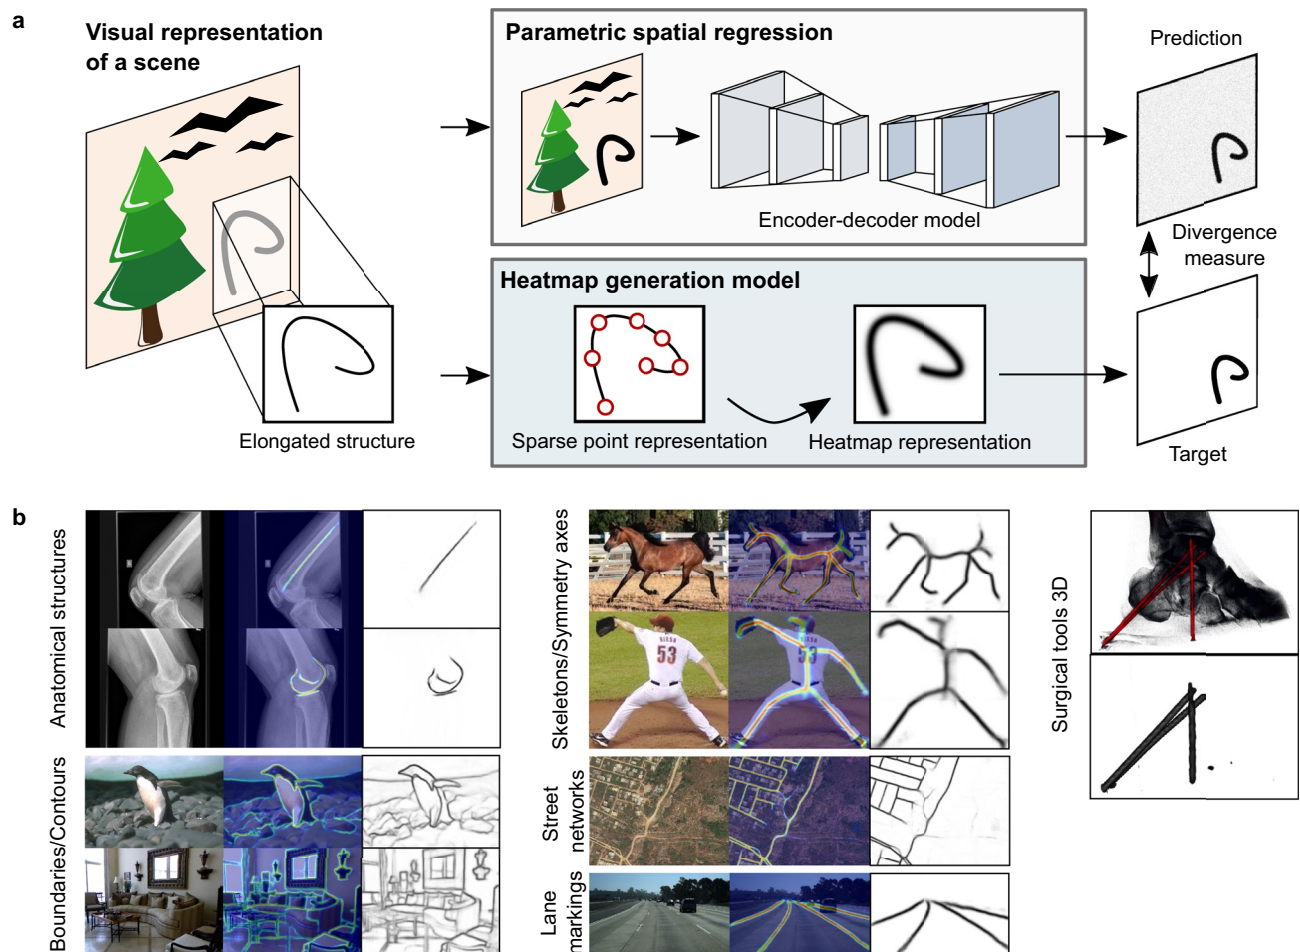 a
Visual representation
of a scene
Parametric spatial regression
Encoder-decoder model
Prediction
Divergence
measure
Heatmap generation model
Elongated structure
Sparse point representation
Heatmap representation
Target
b
Anatomical structures
Boundaries/Contours
Skeletons/Symmetry axes
53
53
Street
networks
Lane
markings
Surgical tools 3D